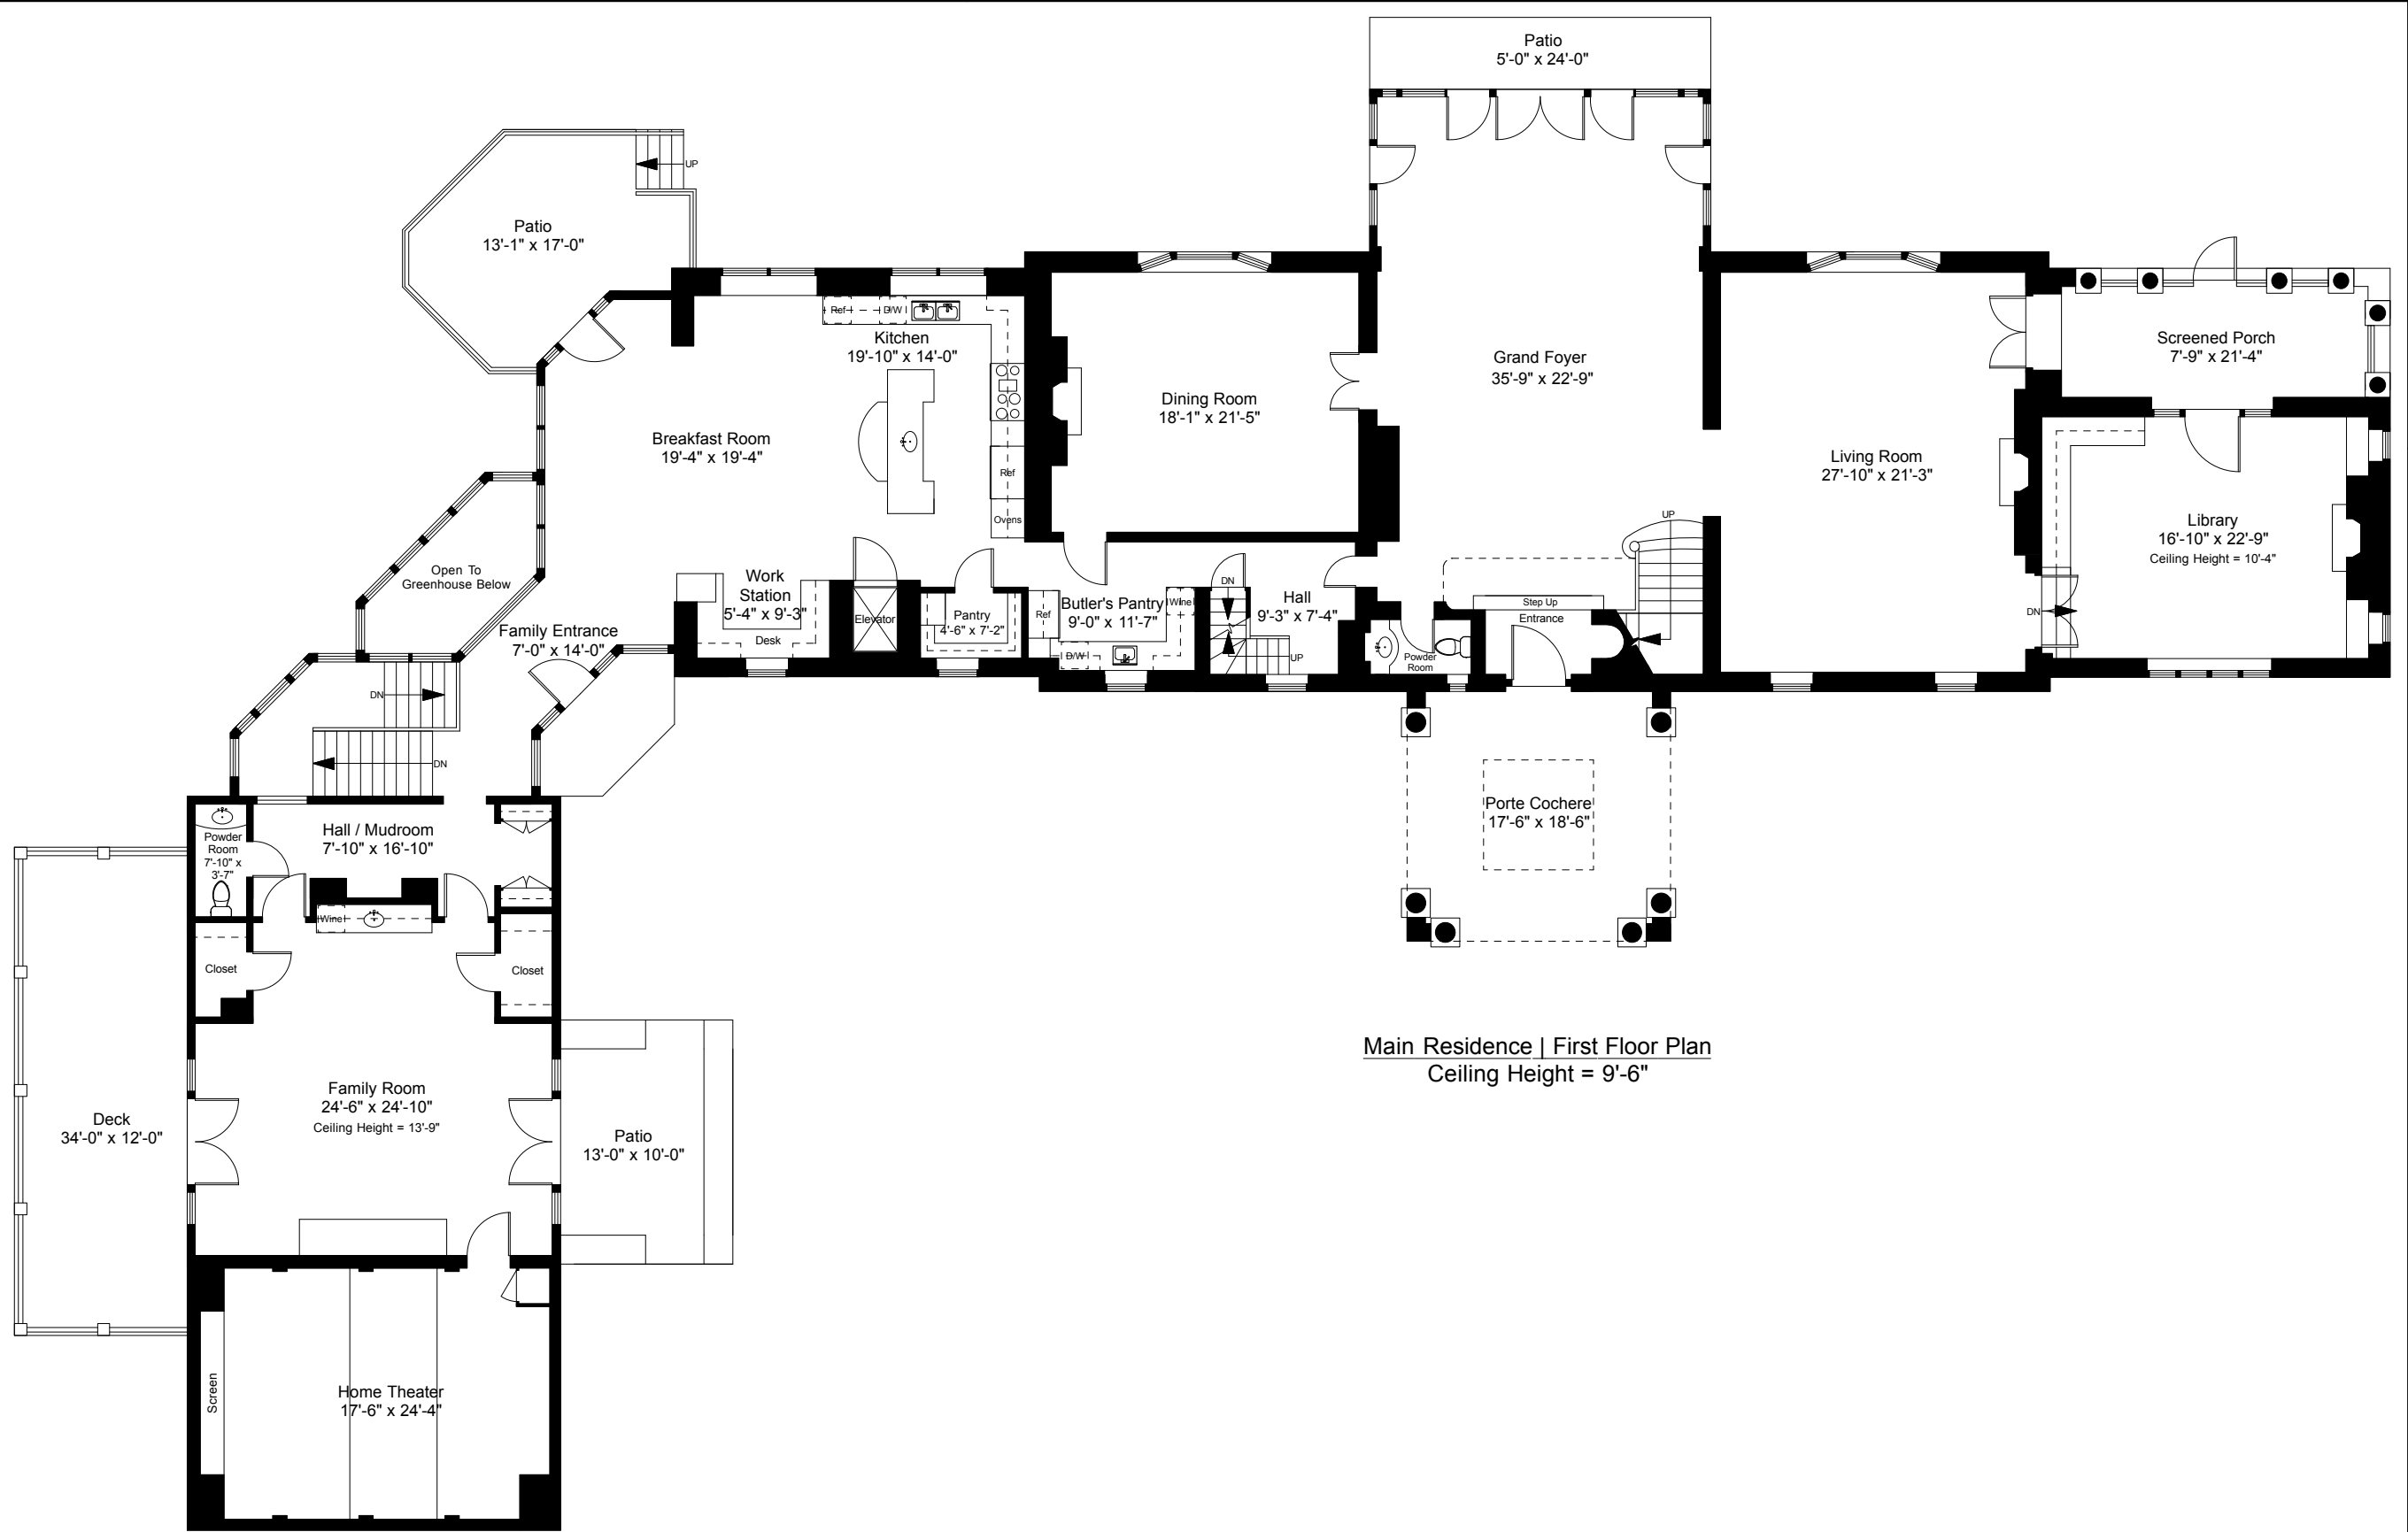 Patio
5'-0" x 24'-0"
UP
Patio
13'-1" x 17'-0"
Ref
D/W
Kitchen
19'-10" x 14'-0"
Screened Porch
7'-9" x 21'-4"
Grand Foyer
35'-9" x 22'-9"
Dining Room
18'-1" x 21'-5"
Breakfast Room
19'-4" x 19'-4"
Living Room
27'-10" x 21'-3"
Ref
Ovens
UP
Library
16'-10" x 22'-9"
Ceiling Height = 10'-4"
Open To
Greenhouse Below
Work
Station
5'-4" x 9'-3"
Desk
Elevator
Pantry
4'-6" x 7'-2"
Ref
Butler's Pantry
9'-0" x 11'-7"
Wine
D/W
DN
UP
Hall
9'-3" x 7'-4"
Step Up
Entrance
Powder
Room
DN
Family Entrance
7'-0" x 14'-0"
DN
DN
Porte Cochere
17'-6" x 18'-6"
Hall / Mudroom
7'-10" x 16'-10"
Powder
Room
7'-10" x
3'-7"
Wine
Closet
Closet
Main Residence | First Floor Plan
Ceiling Height = 9'-6"
Family Room
24'-6" x 24'-10"
Ceiling Height = 13'-9"
Deck
34'-0" x 12'-0"
Patio
13'-0" x 10'-0"
Screen
Home Theater
17'-6" x 24'-4"